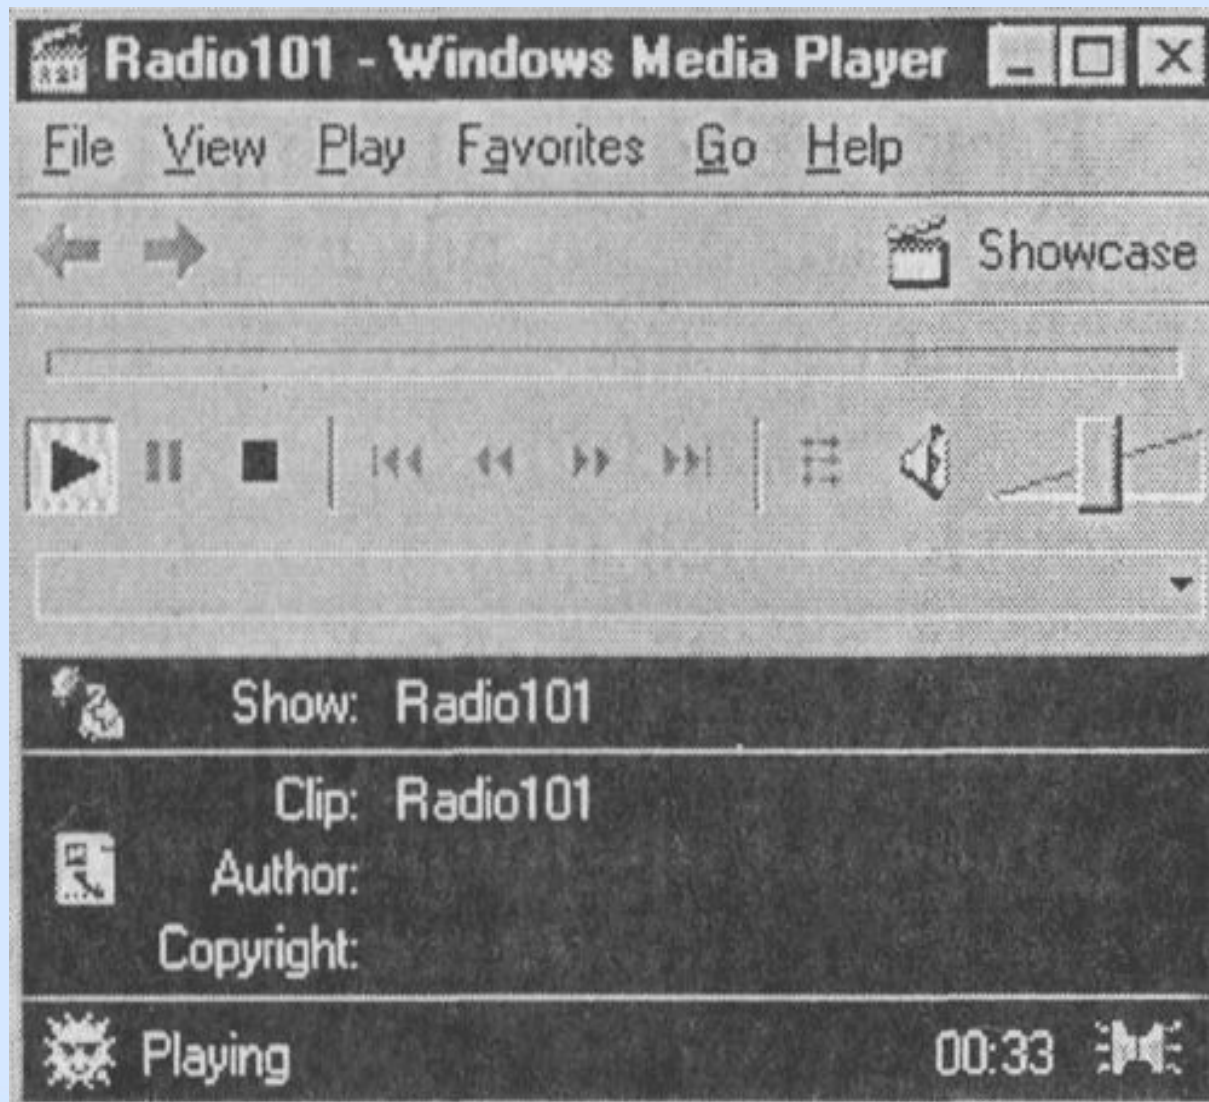 Radio101 - Windows Media Player
File View Play Favorites Go Help
Showcase
Show: Radio101
Clip: Radio101
Author:
Copyright:
Playing 00:33